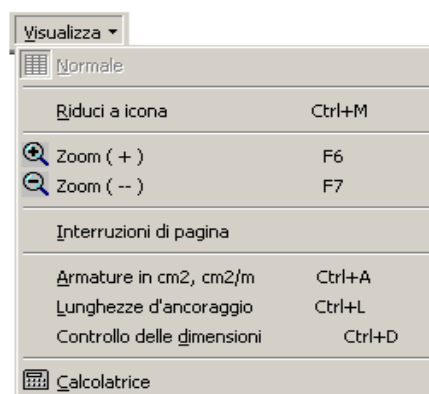 Visualizza
Normale
Riduci a icona Ctrl+M
Zoom ( + ) F6
Zoom ( -- ) F7
Interruzioni di pagina
Armature in cm2, cm2/m Ctrl+A
Lunghezze d'ancoraggio Ctrl+L
Controllo delle dimensioni Ctrl+D
Calcolatrice